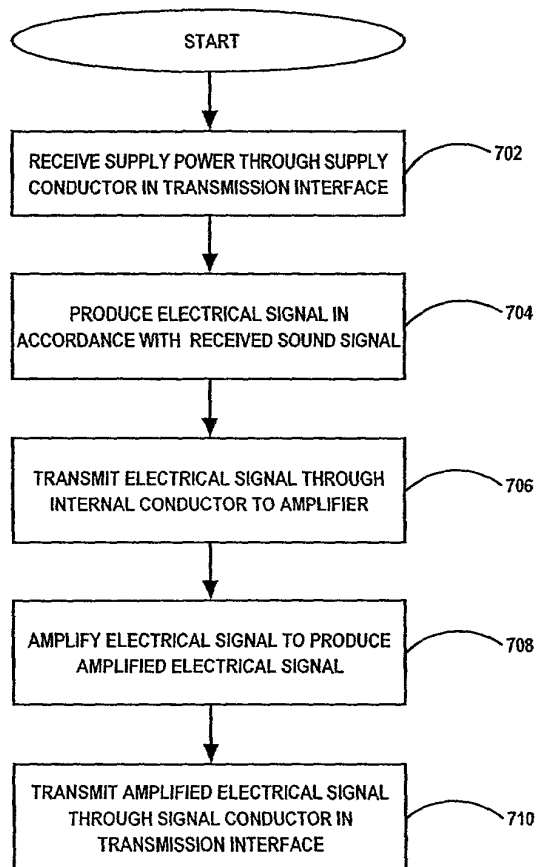 START
RECEIVE SUPPLY POWER THROUGH SUPPLY
CONDUCTOR IN TRANSMISSION INTERFACE
702
PRODUCE ELECTRICAL SIGNAL IN
ACCORDANCE WITH RECEIVED SOUND SIGNAL
704
TRANSMIT ELECTRICAL SIGNAL THROUGH
INTERNAL CONDUCTOR TO AMPLIFIER
706
AMPLIFY ELECTRICAL SIGNAL TO PRODUCE
AMPLIFIED ELECTRICAL SIGNAL
708
TRANSMIT AMPLIFIED ELECTRICAL SIGNAL
THROUGH SIGNAL CONDUCTOR IN
TRANSMISSION INTERFACE
710